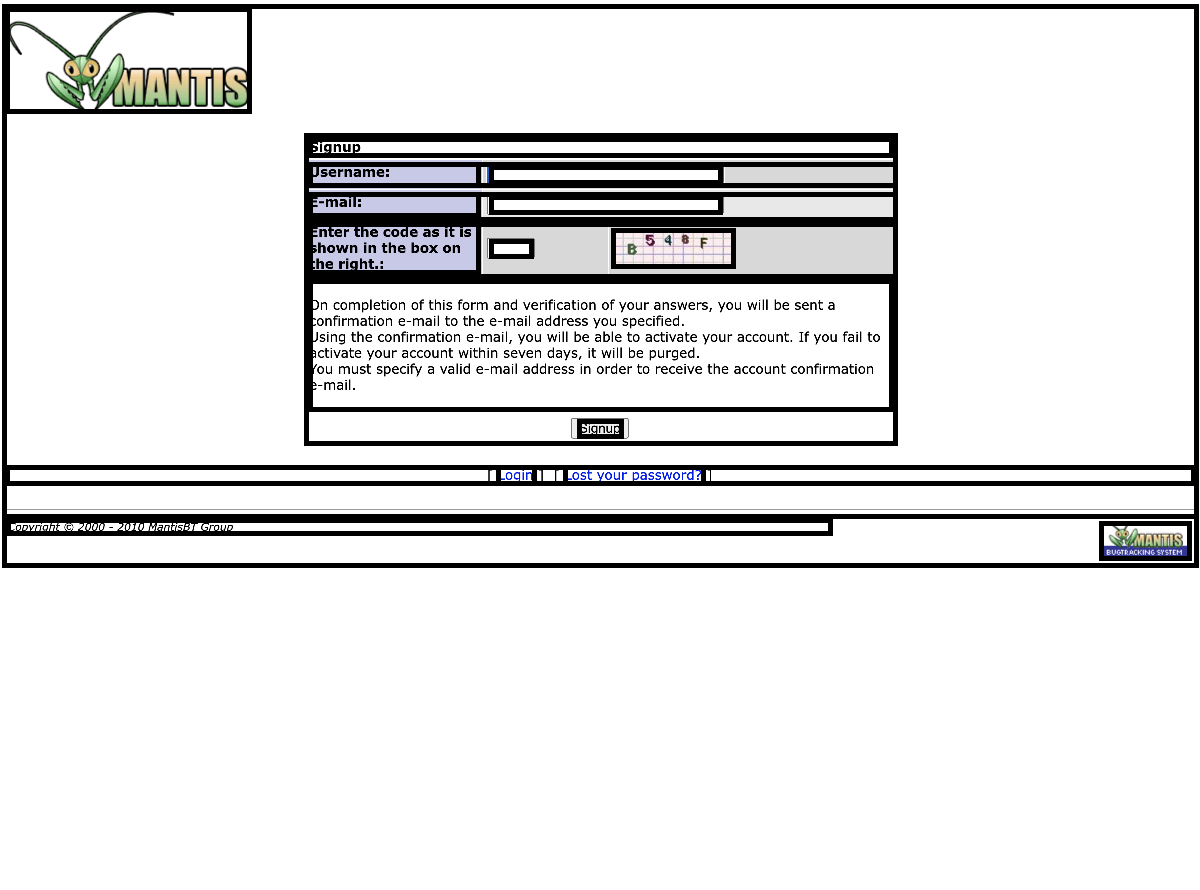 MANTIS
Signup
Username:
E-mail:
Enter the code as it is
shown in the box on
the right.:
B 5 4 8 F
On completion of this form and verification of your answers, you will be sent a
confirmation e-mail to the e-mail address you specified.
Using the confirmation e-mail, you will be able to activate your account. If you fail to
activate your account within seven days, it will be purged.
You must specify a valid e-mail address in order to receive the account confirmation
e-mail.
Signup
[ Login ] [ Lost your password? ]
Copyright © 2000 - 2010 MantisBT Group
MANTIS
BUGTRACKING SYSTEM